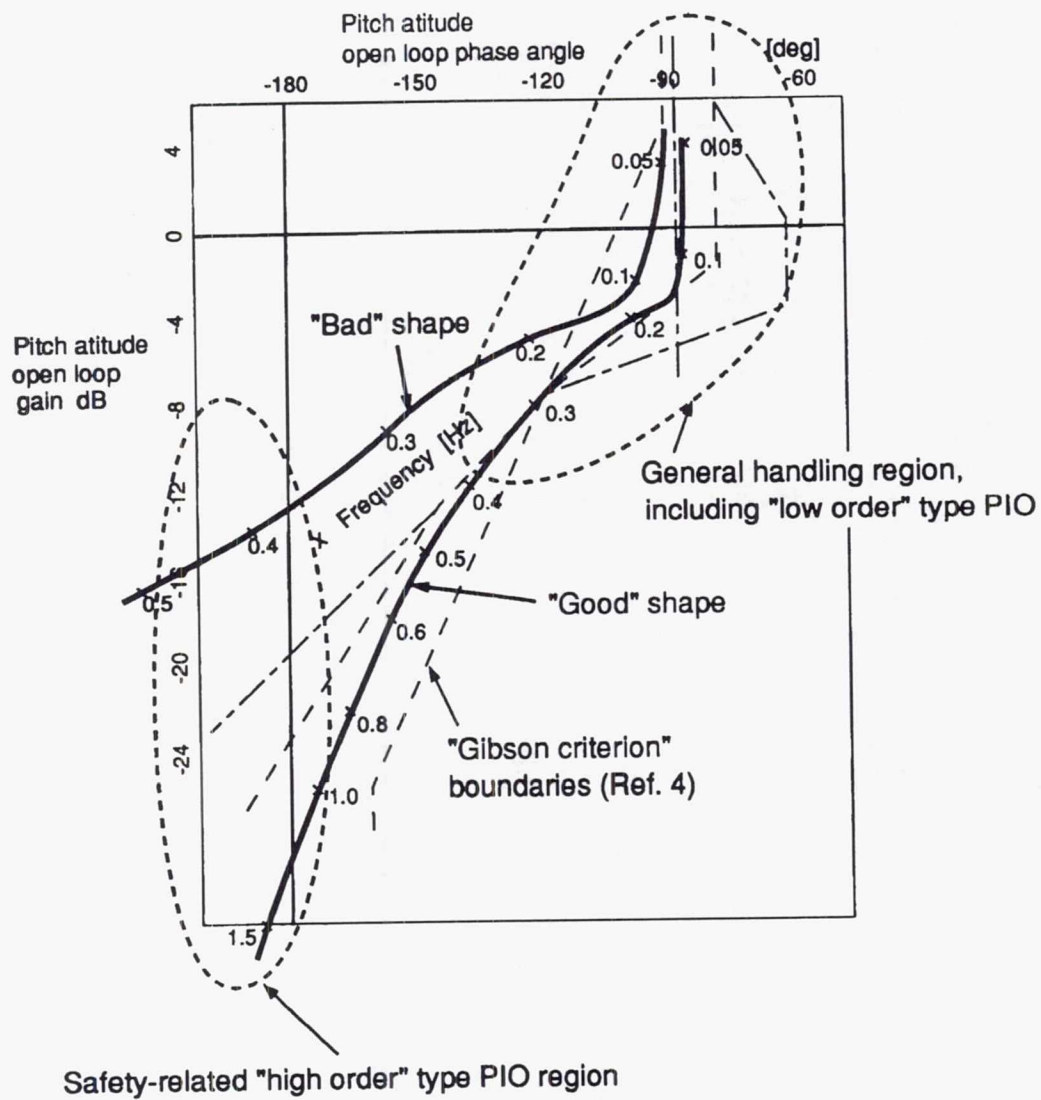 Pitch atitude
open loop phase angle
[deg]
-180 -150 -120 -90 -60
4
0
-4
-8
-12
-16
-20
-24
Pitch atitude
open loop
gain dB
0.05
0.05
0.1
0.1
"Bad" shape
0.2
0.2
0.3
0.3
Frequency [Hz]
General handling region,
including "low order" type PIO
0.4
0.4
0.5
0.5
"Good" shape
0.6
0.8
"Gibson criterion"
boundaries (Ref. 4)
1.0
1.5
Safety-related "high order" type PIO region